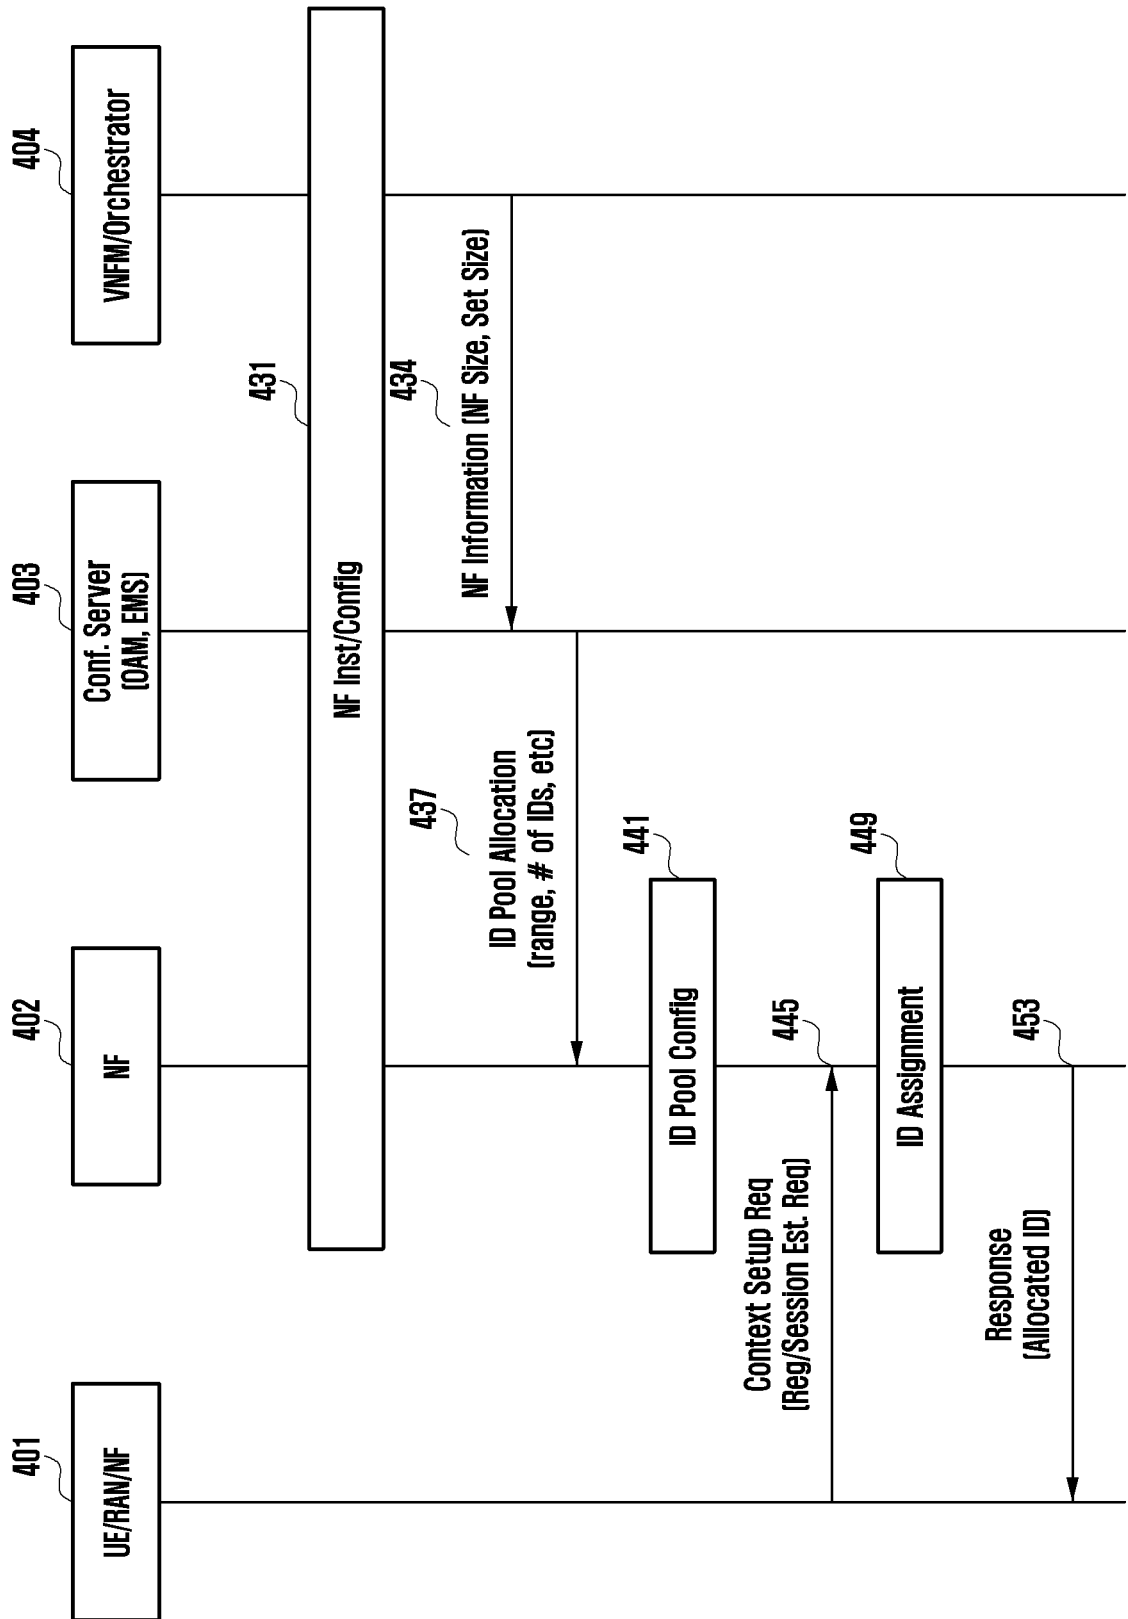 401
UE/RAN/NF
402
NF
403
Conf. Server
(OAM, EMS)
404
VNFM/Orchestrator
431
NF Inst/Config
434
NF Information (NF Size, Set Size)
437
ID Pool Allocation
(range, # of IDs, etc)
441
ID Pool Config
445
Context Setup Req
(Reg/Session Est. Req)
449
ID Assignment
453
Response
(Allocated ID)